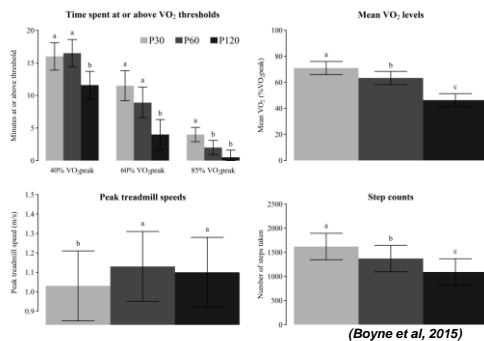 Time spent at or above VO₂ thresholds
Minutes at or above threshold
20
15
10
5
0
P30 P60 P120
a a b
a a b
a b b
40% VO₂peak 60% VO₂peak 85% VO₂peak
Mean VO₂ levels
Mean VO₂ (%VO₂peak)
100
80
60
40
20
0
a b c
Peak treadmill speeds
Peak treadmill speed (m/s)
1.5
1.4
1.3
1.2
1.1
1.0
0.9
b a a
Step counts
Number of steps taken
2500
2000
1500
1000
500
0
a b c
(Boyne et al, 2015)